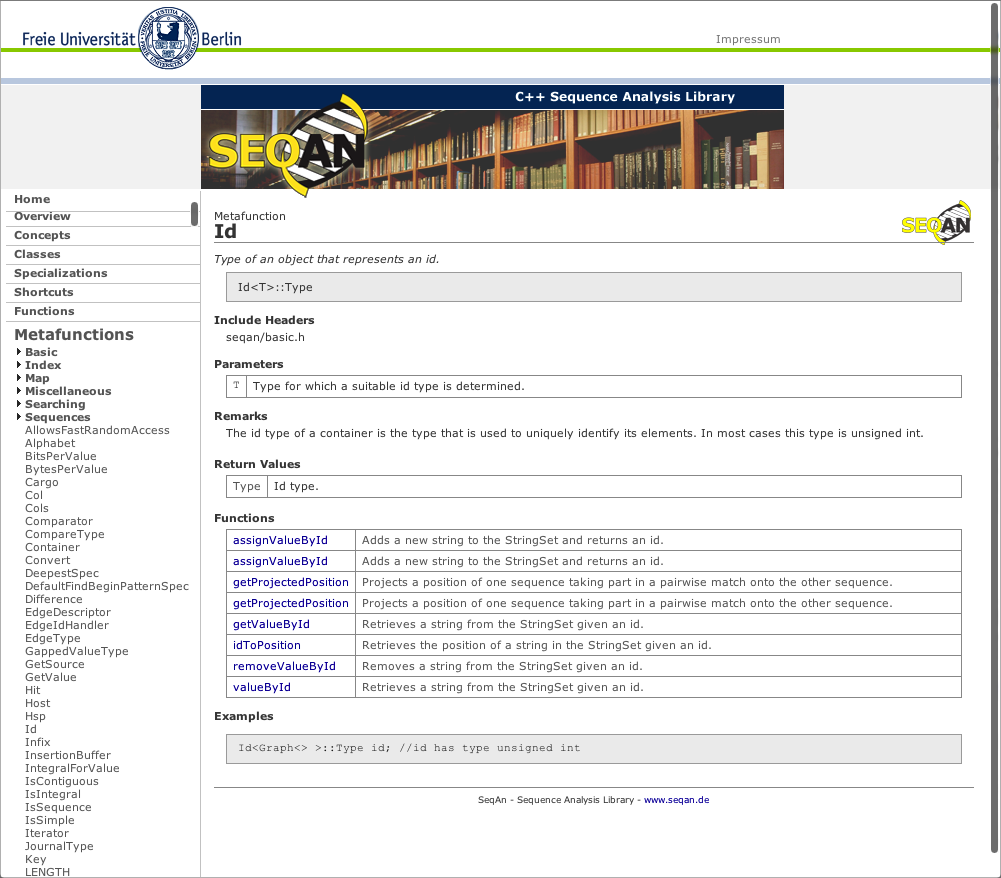 Freie Universität Berlin
Impressum
C++ Sequence Analysis Library
SEQAN
Home
Overview
Concepts
Classes
Specializations
Shortcuts
Functions
Metafunctions
Basic
Index
Map
Miscellaneous
Searching
Sequences
AllowsFastRandomAccess
Alphabet
BitsPerValue
BytesPerValue
Cargo
Col
Cols
Comparator
CompareType
Container
Convert
DeepestSpec
DefaultFindBeginPatternSpec
Difference
EdgeDescriptor
EdgeIdHandler
EdgeType
GappedValueType
GetSource
GetValue
Hit
Host
Hsp
Id
Infix
InsertionBuffer
IntegralForValue
IsContiguous
IsIntegral
IsSequence
IsSimple
Iterator
JournalType
Key
LENGTH
Metafunction
Id
SEQAN
Type of an object that represents an id.
Id<T>::Type
Include Headers
seqan/basic.h
Parameters
T Type for which a suitable id type is determined.
Remarks
The id type of a container is the type that is used to uniquely identify its elements. In most cases this type is unsigned int.
Return Values
Type Id type.
Functions
assignValueById Adds a new string to the StringSet and returns an id.
assignValueById Adds a new string to the StringSet and returns an id.
getProjectedPosition Projects a position of one sequence taking part in a pairwise match onto the other sequence.
getProjectedPosition Projects a position of one sequence taking part in a pairwise match onto the other sequence.
getValueById Retrieves a string from the StringSet given an id.
idToPosition Retrieves the position of a string in the StringSet given an id.
removeValueById Removes a string from the StringSet given an id.
valueById Retrieves a string from the StringSet given an id.
Examples
Id<Graph<> >::Type id; //id has type unsigned int
SeqAn - Sequence Analysis Library - www.seqan.de